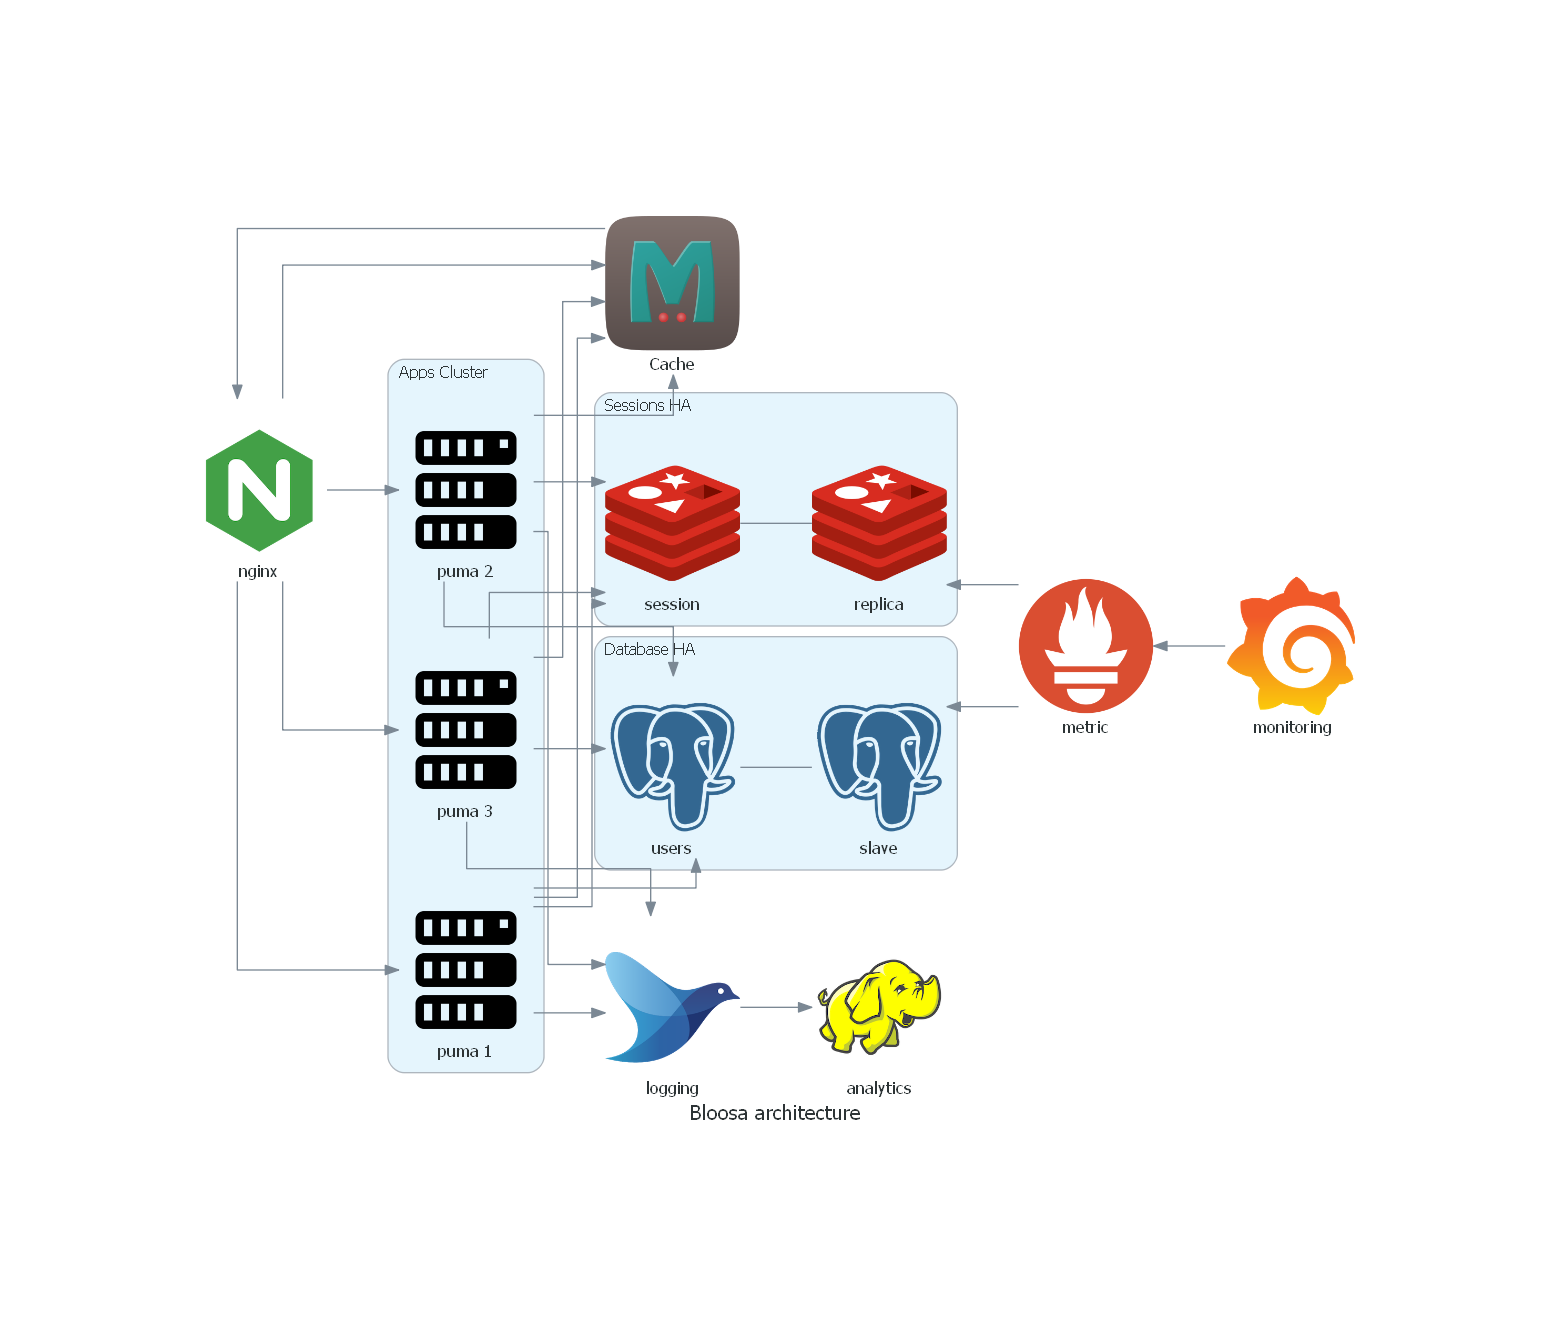 Cache
Apps Cluster
Sessions HA
nginx
puma 2
session
replica
Database HA
metric
monitoring
puma 3
users
slave
puma 1
logging
analytics
Bloosa architecture